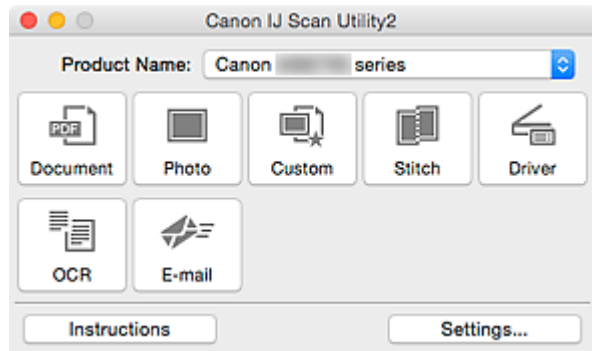 Canon IJ Scan Utility2
Product Name: Canon series
PDF
Document Photo Custom Stitch Driver
OCR E-mail
Instructions Settings...